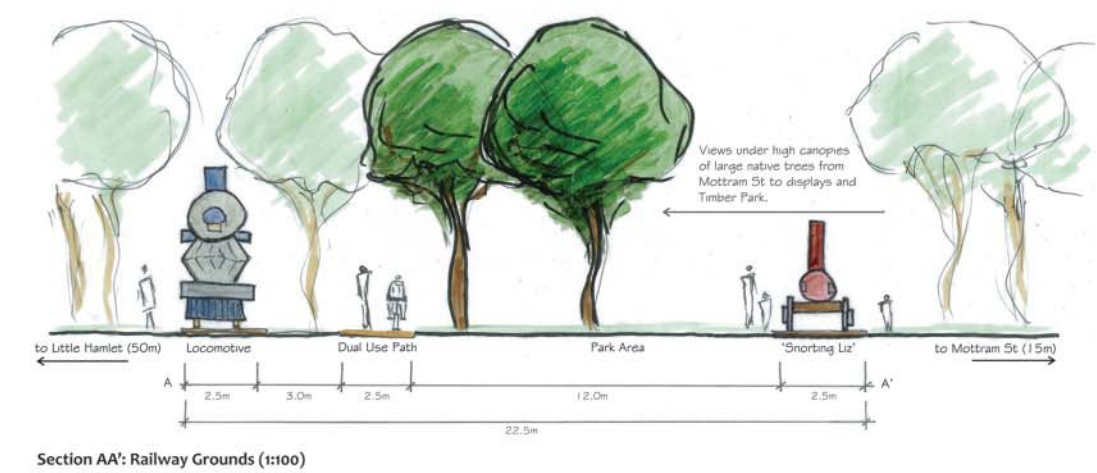 Views under high canopies
of large native trees from
Mottram St to displays and
Timber Park.
to Little Hamlet (50m)
Locomotive
Dual Use Path
Park Area
'Snorting Liz'
to Mottram St (15m)
A
A'
2.5m
3.0m
2.5m
12.0m
2.5m
22.5m
Section AA': Railway Grounds (1:100)